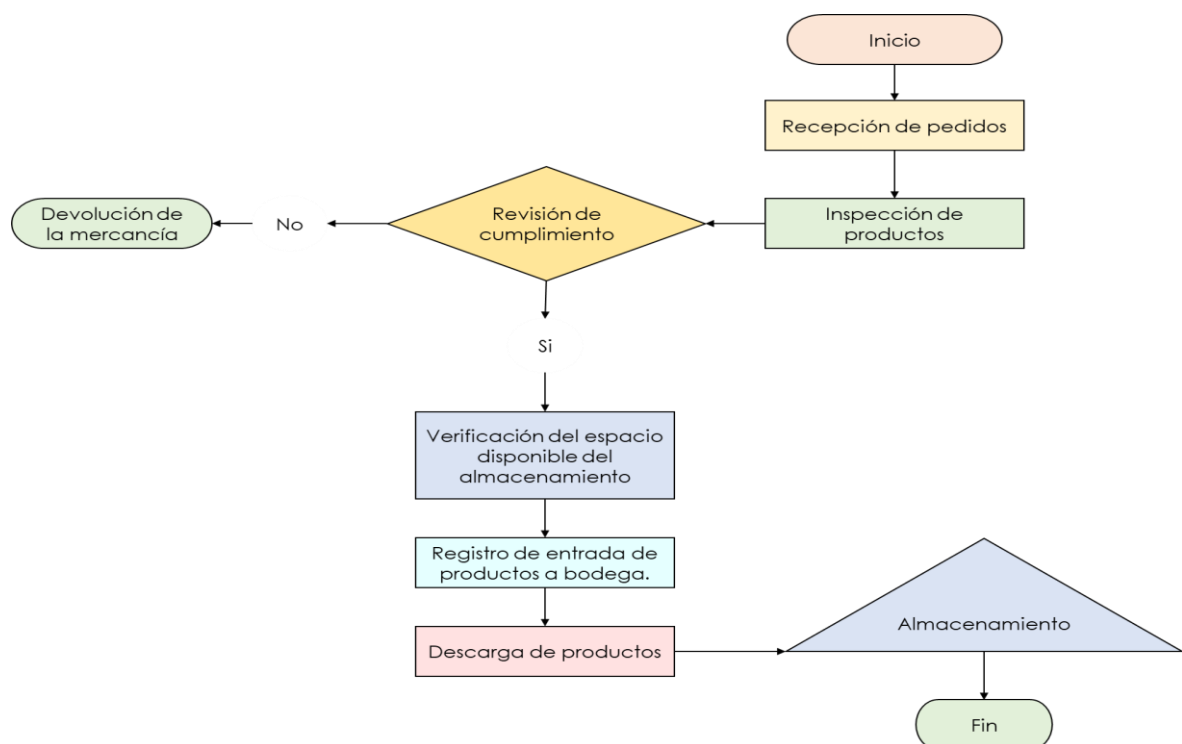 Inicio
Recepción de pedidos
Inspección de
productos
Revisión de
cumplimiento
No
Devolución de
la mercancía
Si
Verificación del espacio
disponible del
almacenamiento
Registro de entrada de
productos a bodega.
Descarga de productos
Almacenamiento
Fin